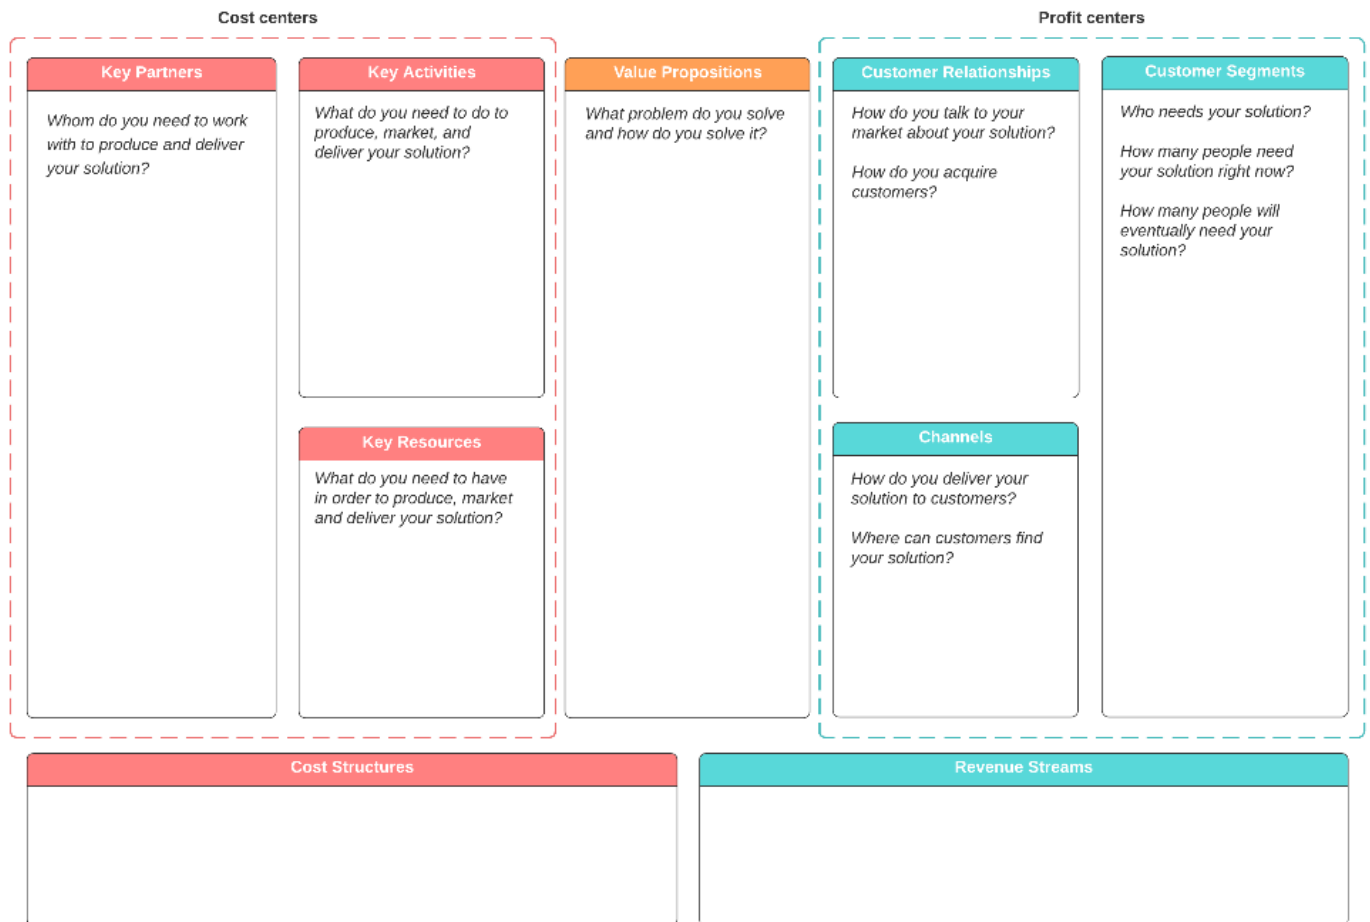 Cost centers
Profit centers
Key Partners
Whom do you need to work
with to produce and deliver
your solution?
Key Activities
What do you need to do to
produce, market, and
deliver your solution?
Key Resources
What do you need to have
in order to produce, market
and deliver your solution?
Value Propositions
What problem do you solve
and how do you solve it?
Customer Relationships
How do you talk to your
market about your solution?
How do you acquire
customers?
Channels
How do you deliver your
solution to customers?
Where can customers find
your solution?
Customer Segments
Who needs your solution?
How many people need
your solution right now?
How many people will
eventually need your
solution?
Cost Structures
Revenue Streams